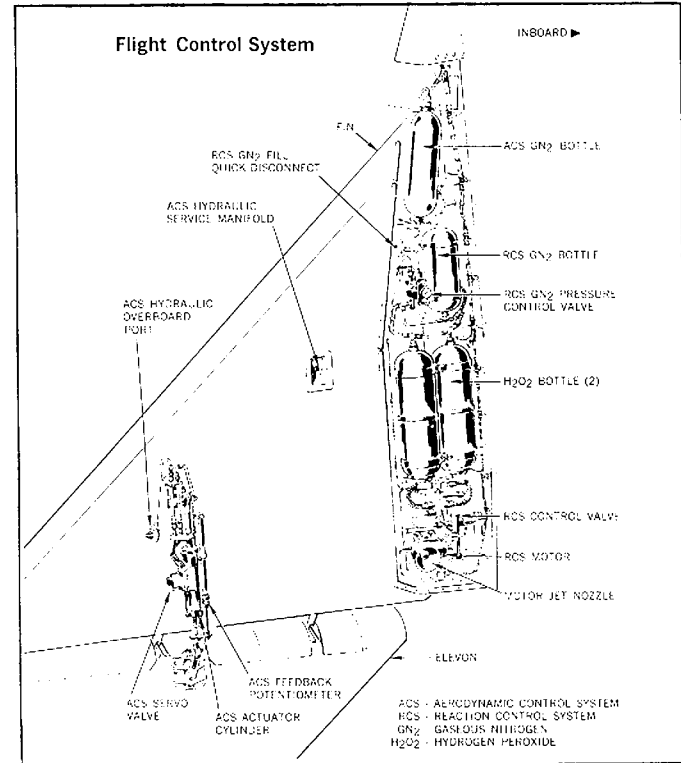 Flight Control System
INBOARD ►
FIN
RCS GN₂ FILL
QUICK DISCONNECT
ACS GN₂ BOTTLE
ACS HYDRAULIC
SERVICE MANIFOLD
RCS GN₂ BOTTLE
RCS GN₂ PRESSURE
CONTROL VALVE
ACS HYDRAULIC
OVERBOARD
PORT
H₂O₂ BOTTLE (2)
RCS CONTROL VALVE
RCS MOTOR
MOTOR JET NOZZLE
ELEVON
ACS FEEDBACK
POTENTIOMETER
ACS SERVO
VALVE
ACS ACTUATOR
CYLINDER
ACS - AERODYNAMIC CONTROL SYSTEM
RCS - REACTION CONTROL SYSTEM
GN₂ - GASEOUS NITROGEN
H₂O₂ - HYDROGEN PEROXIDE